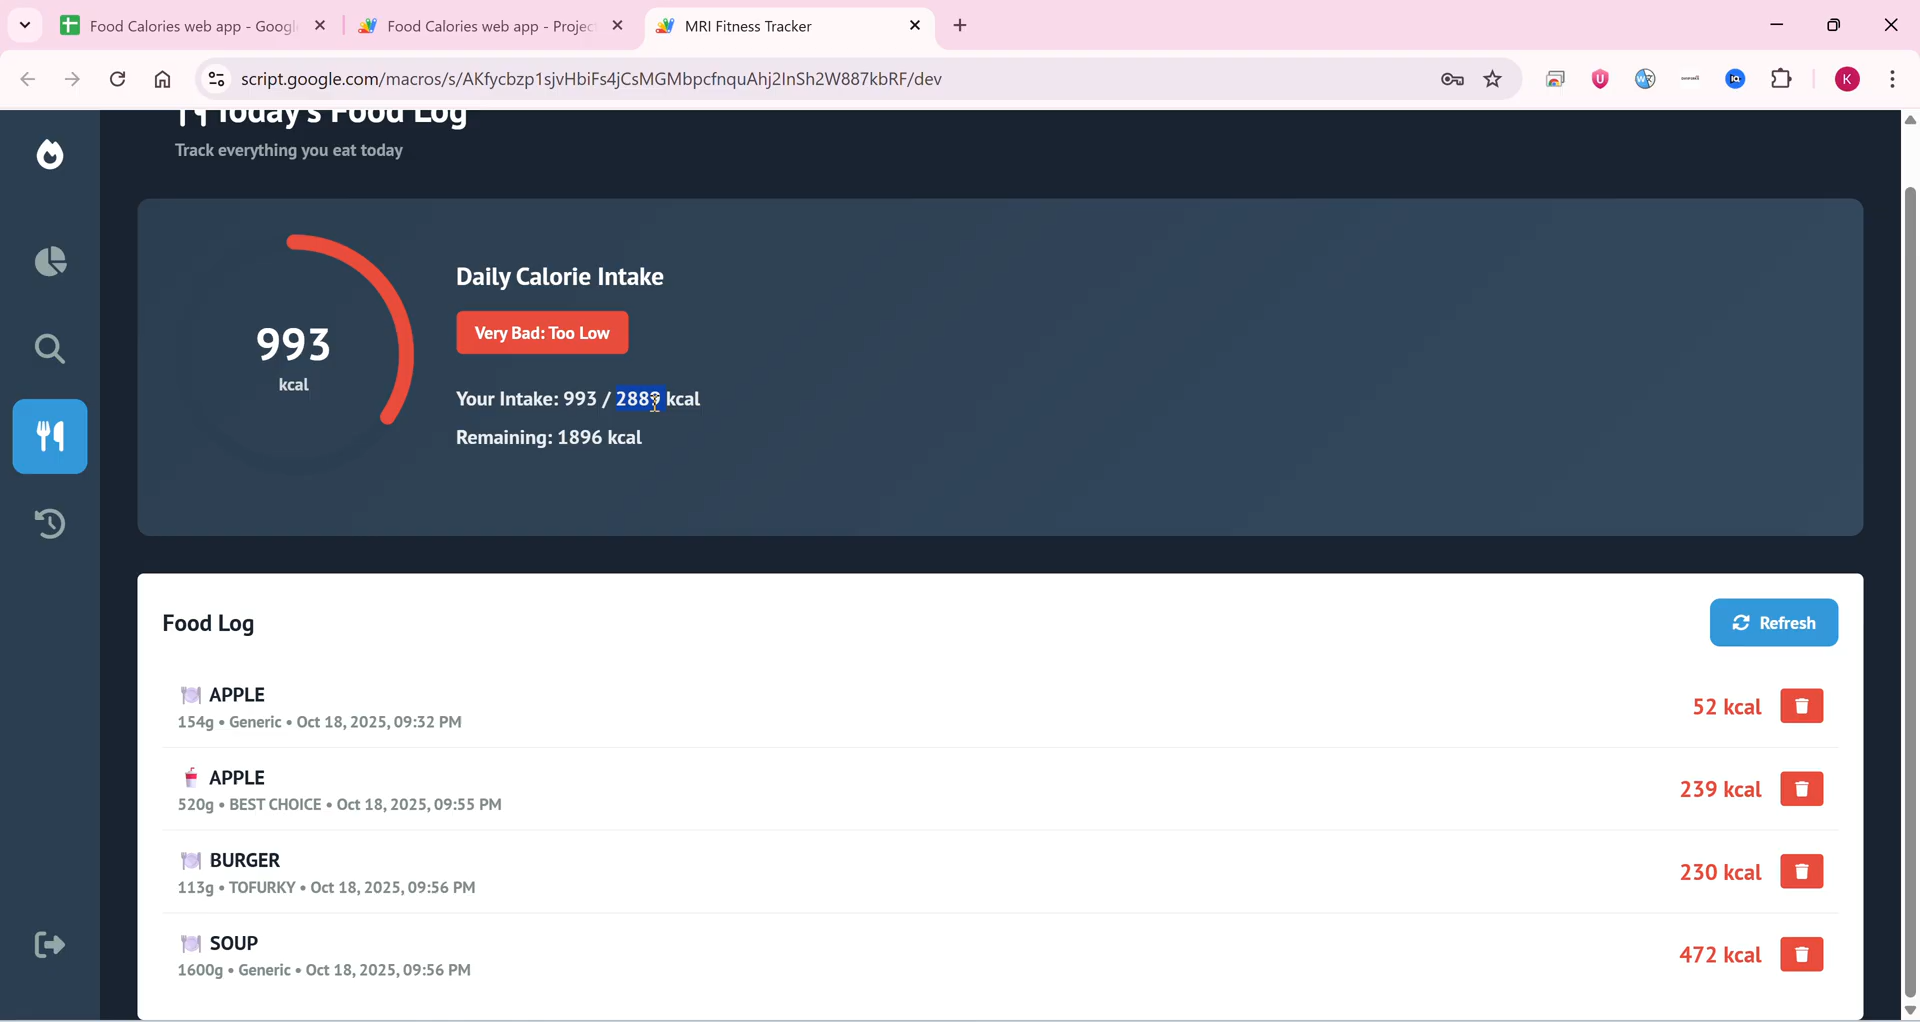 Food Calories web app - Googl
Food Calories web app - Projec
MRI Fitness Tracker
script.google.com/macros/s/AKfycbzp1sjvHbiFs4jCsMGMbpcfnquAhj2InSh2W887kbRF/dev
K
Today's Food Log
Track everything you eat today
993
kcal
Daily Calorie Intake
Very Bad: Too Low
Your Intake: 993 / 2889 kcal
Remaining: 1896 kcal
Food Log
Refresh
APPLE
154g • Generic • Oct 18, 2025, 09:32 PM
52 kcal
APPLE
520g • BEST CHOICE • Oct 18, 2025, 09:55 PM
239 kcal
BURGER
113g • TOFURKY • Oct 18, 2025, 09:56 PM
230 kcal
SOUP
1600g • Generic • Oct 18, 2025, 09:56 PM
472 kcal